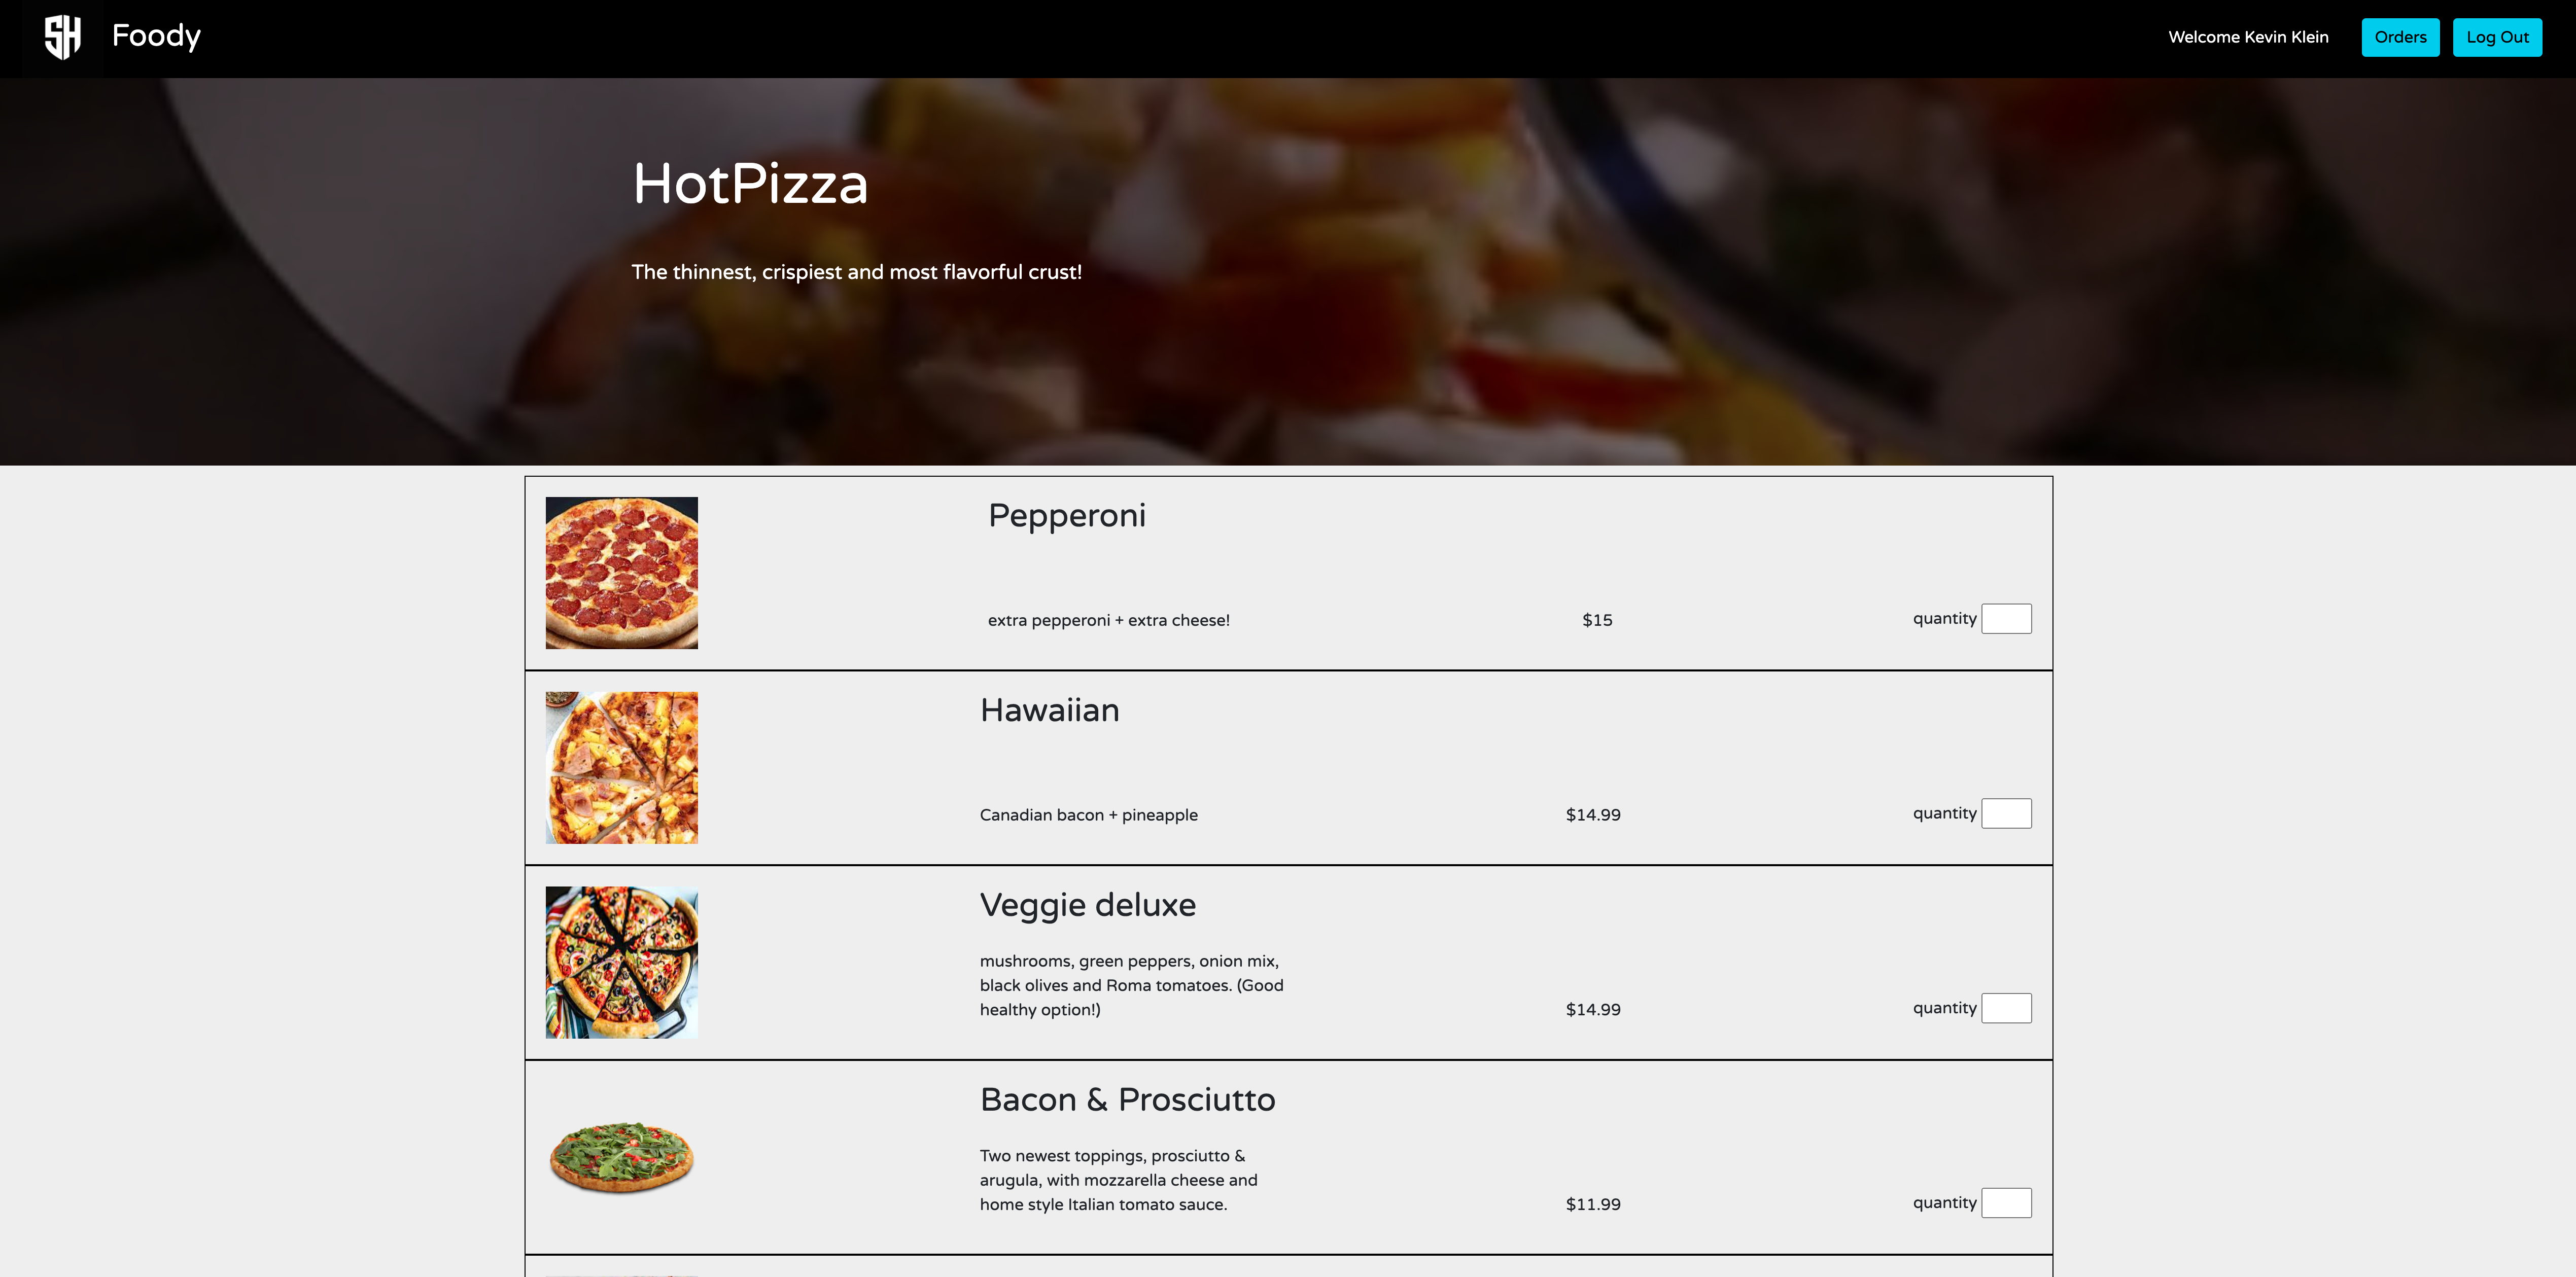 SH
Foody
Welcome Kevin Klein
Orders
Log Out
HotPizza
The thinnest, crispiest and most flavorful crust!
Pepperoni
extra pepperoni + extra cheese!
$15
quantity
Hawaiian
Canadian bacon + pineapple
$14.99
quantity
Veggie deluxe
mushrooms, green peppers, onion mix,
black olives and Roma tomatoes. (Good
healthy option!)
$14.99
quantity
Bacon & Prosciutto
Two newest toppings, prosciutto &
arugula, with mozzarella cheese and
home style Italian tomato sauce.
$11.99
quantity